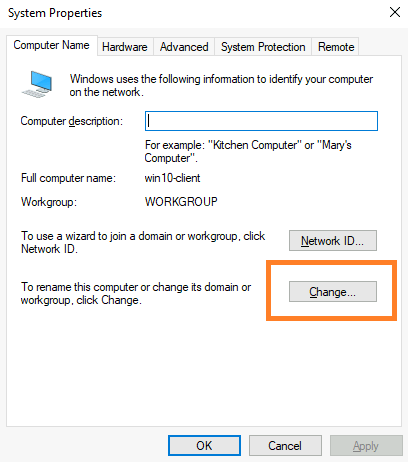 System Properties
Computer Name Hardware Advanced System Protection Remote
Windows uses the following information to identify your computer
on the network.
Computer description:
For example: "Kitchen Computer" or "Mary's
Computer".
Full computer name: win10-client
Workgroup: WORKGROUP
To use a wizard to join a domain or workgroup, click
Network ID.
Network ID...
To rename this computer or change its domain or
workgroup, click Change.
Change...
OK Cancel Apply